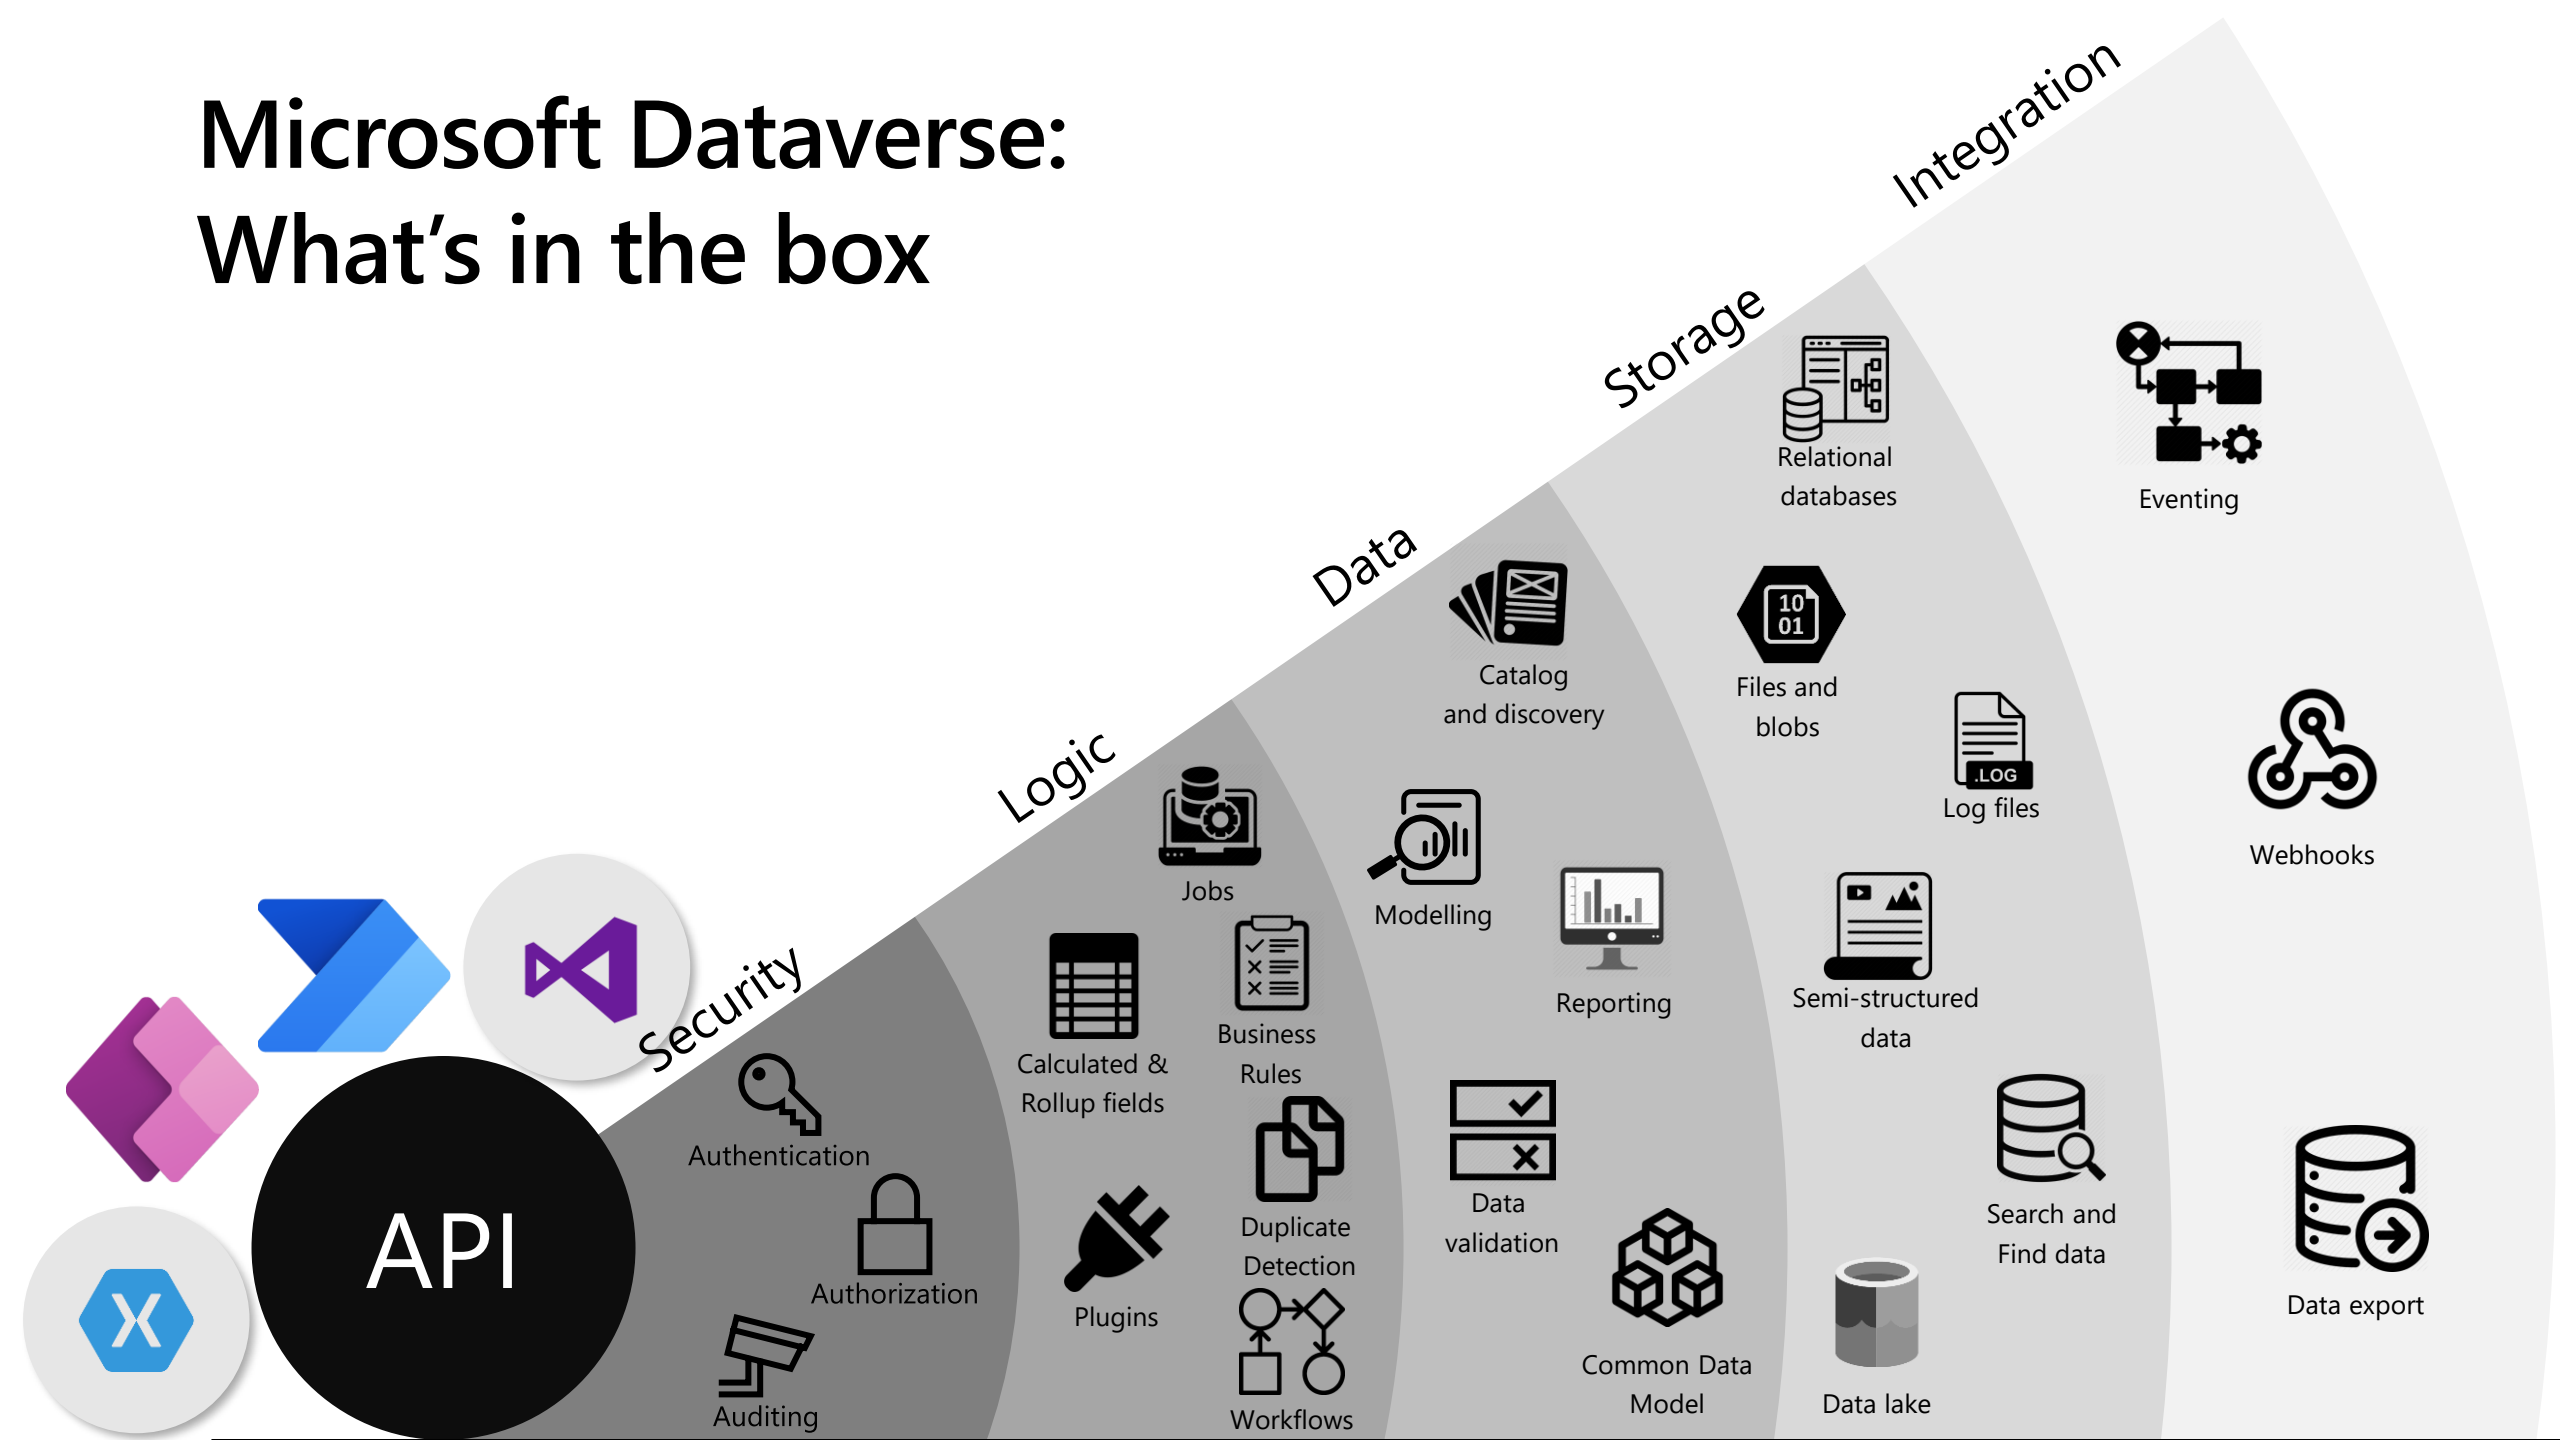 Microsoft Dataverse:
What's in the box
API
Security
Authentication
Authorization
Auditing
Logic
Jobs
Calculated &
Rollup fields
Business
Rules
Plugins
Duplicate
Detection
Workflows
Data
Catalog
and discovery
Modelling
Reporting
Data
validation
Common Data
Model
Storage
Relational
databases
10
01
Files and
blobs
.LOG
Log files
Semi-structured
data
Search and
Find data
Data lake
Integration
Eventing
Webhooks
Data export